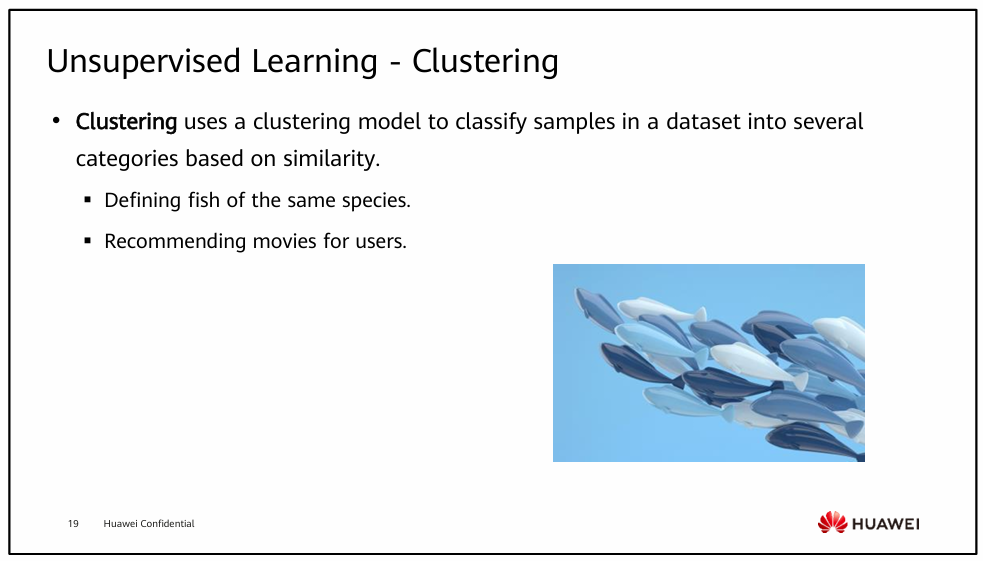 Unsupervised Learning - Clustering
• Clustering uses a clustering model to classify samples in a dataset into several
categories based on similarity.
▪ Defining fish of the same species.
▪ Recommending movies for users.
19 Huawei Confidential
HUAWEI